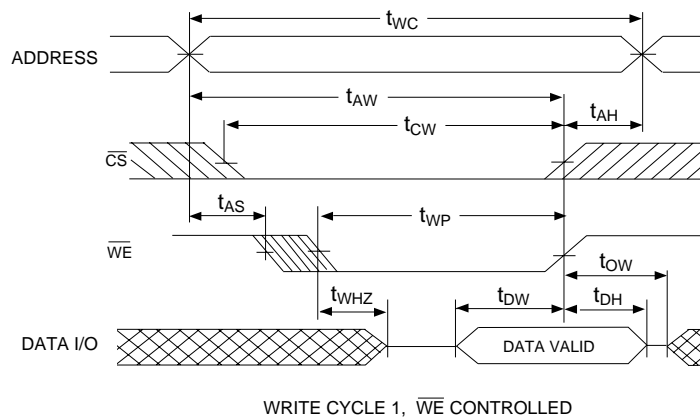 tWC
ADDRESS
tAW
tCW
tAH
CS
tAS
tWP
WE
tOW
tWHZ
tDW
tDH
DATA I/O
DATA VALID
WRITE CYCLE 1, WE CONTROLLED